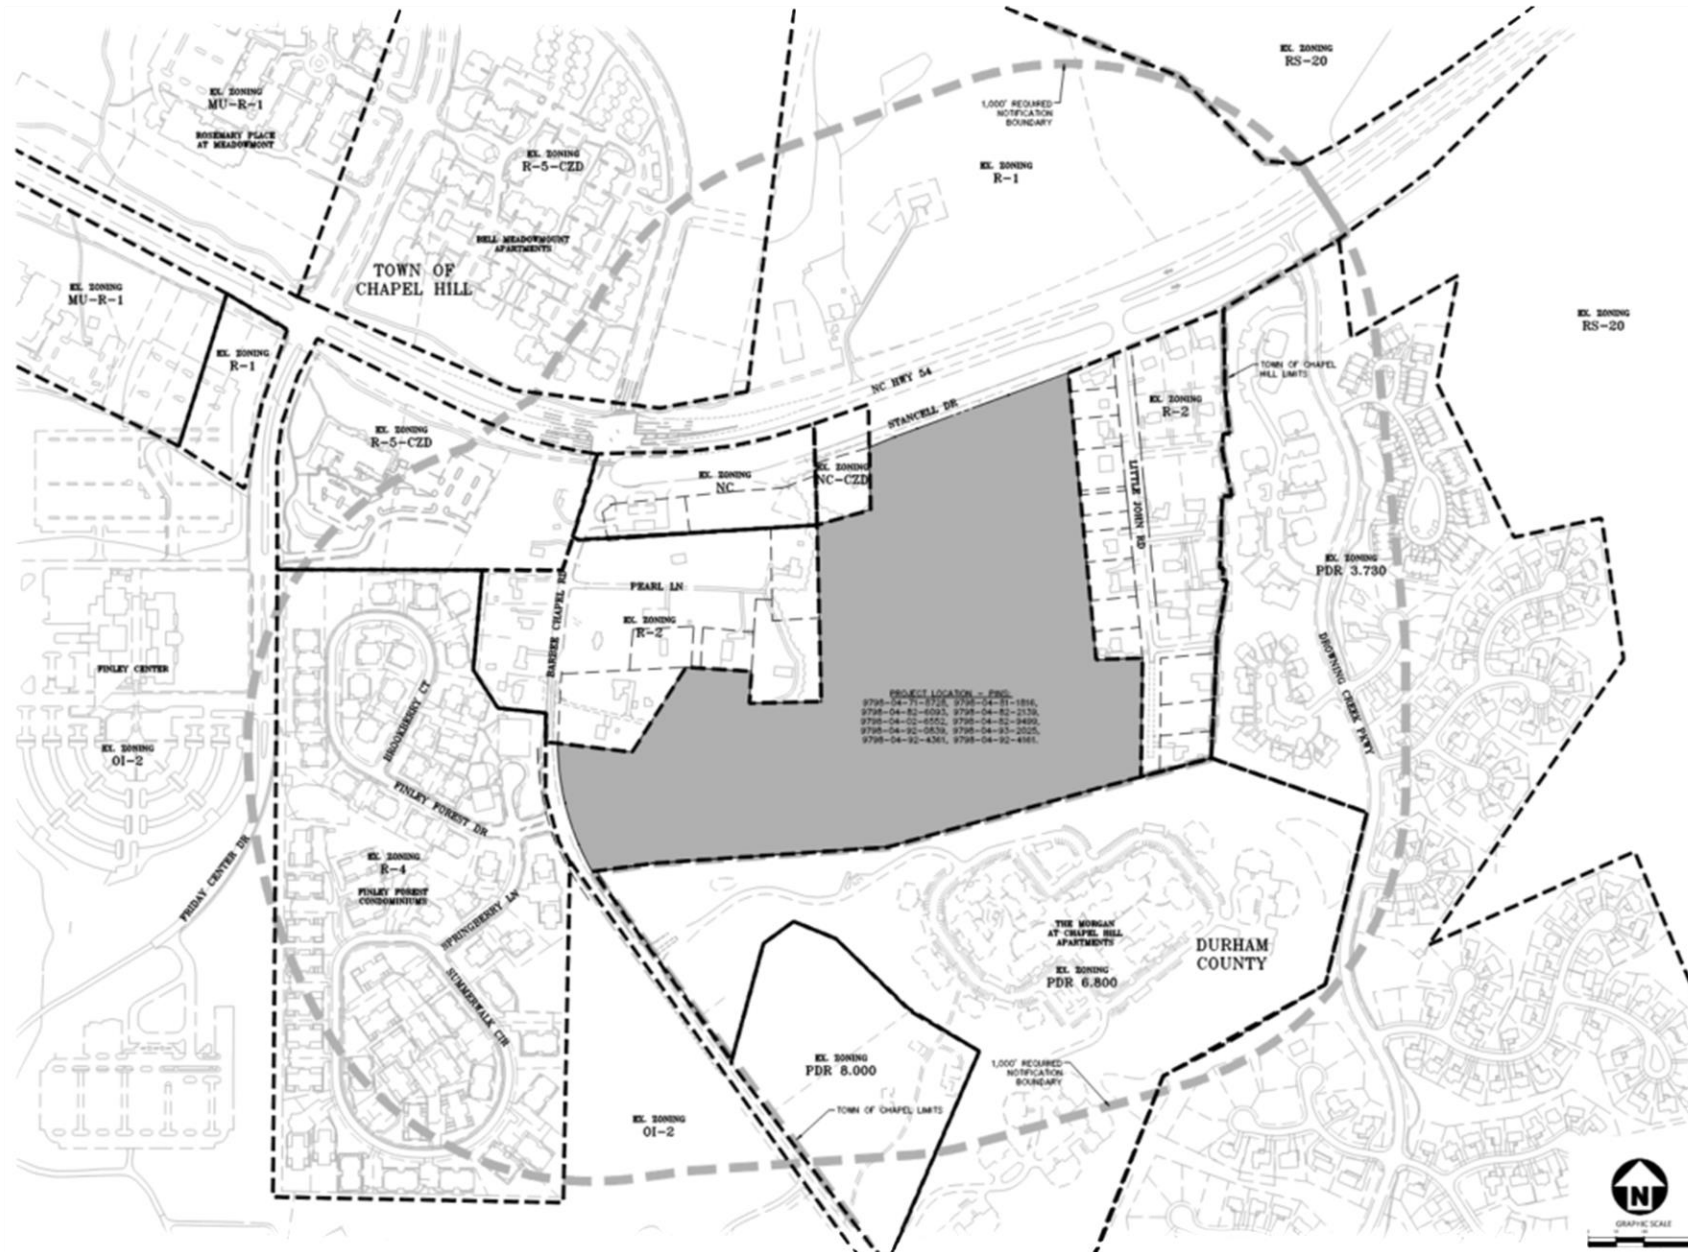 EX. ZONING
RS-20
EX. ZONING
MU-R-1
ROSEMARY PLACE
AT MEADOWMONT
1,000' REQUIRED
NOTIFICATION
BOUNDARY
EX. ZONING
R-5-CZD
EX. ZONING
R-1
BELL MEADOWMOUNT
APARTMENTS
TOWN OF
CHAPEL HILL
EX. ZONING
MU-R-1
EX. ZONING
RS-20
EX. ZONING
R-1
NC HWY 54
TOWN OF CHAPEL
HILL LIMITS
STANCELL DR
EX. ZONING
R-2
EX. ZONING
R-5-CZD
EX. ZONING
NC
EX. ZONING
NC-CZD
LITTLE JOHN RD
EX. ZONING
PDR 3.730
PEARL LN
BARBEE CHAPEL RD
EX. ZONING
R-2
FINLEY CENTER
DROWNING CREEK PKWY
PROJECT LOCATION - PINS:
BROOKBERRY CT
EX. ZONING
OI-2
FINLEY FOREST DR
EX. ZONING
R-4
FINLEY FOREST
CONDOMINIUMS
FRIDAY CENTER DR
SPRINGBERRY LN
THE MORGAN
AT CHAPEL HILL
APARTMENTS
DURHAM
COUNTY
EX. ZONING
PDR 6.800
SUMMERWALK CIR
EX. ZONING
PDR 8.000
1,000' REQUIRED
NOTIFICATION
BOUNDARY
TOWN OF CHAPEL LIMITS
EX. ZONING
OI-2
N
GRAPHIC SCALE